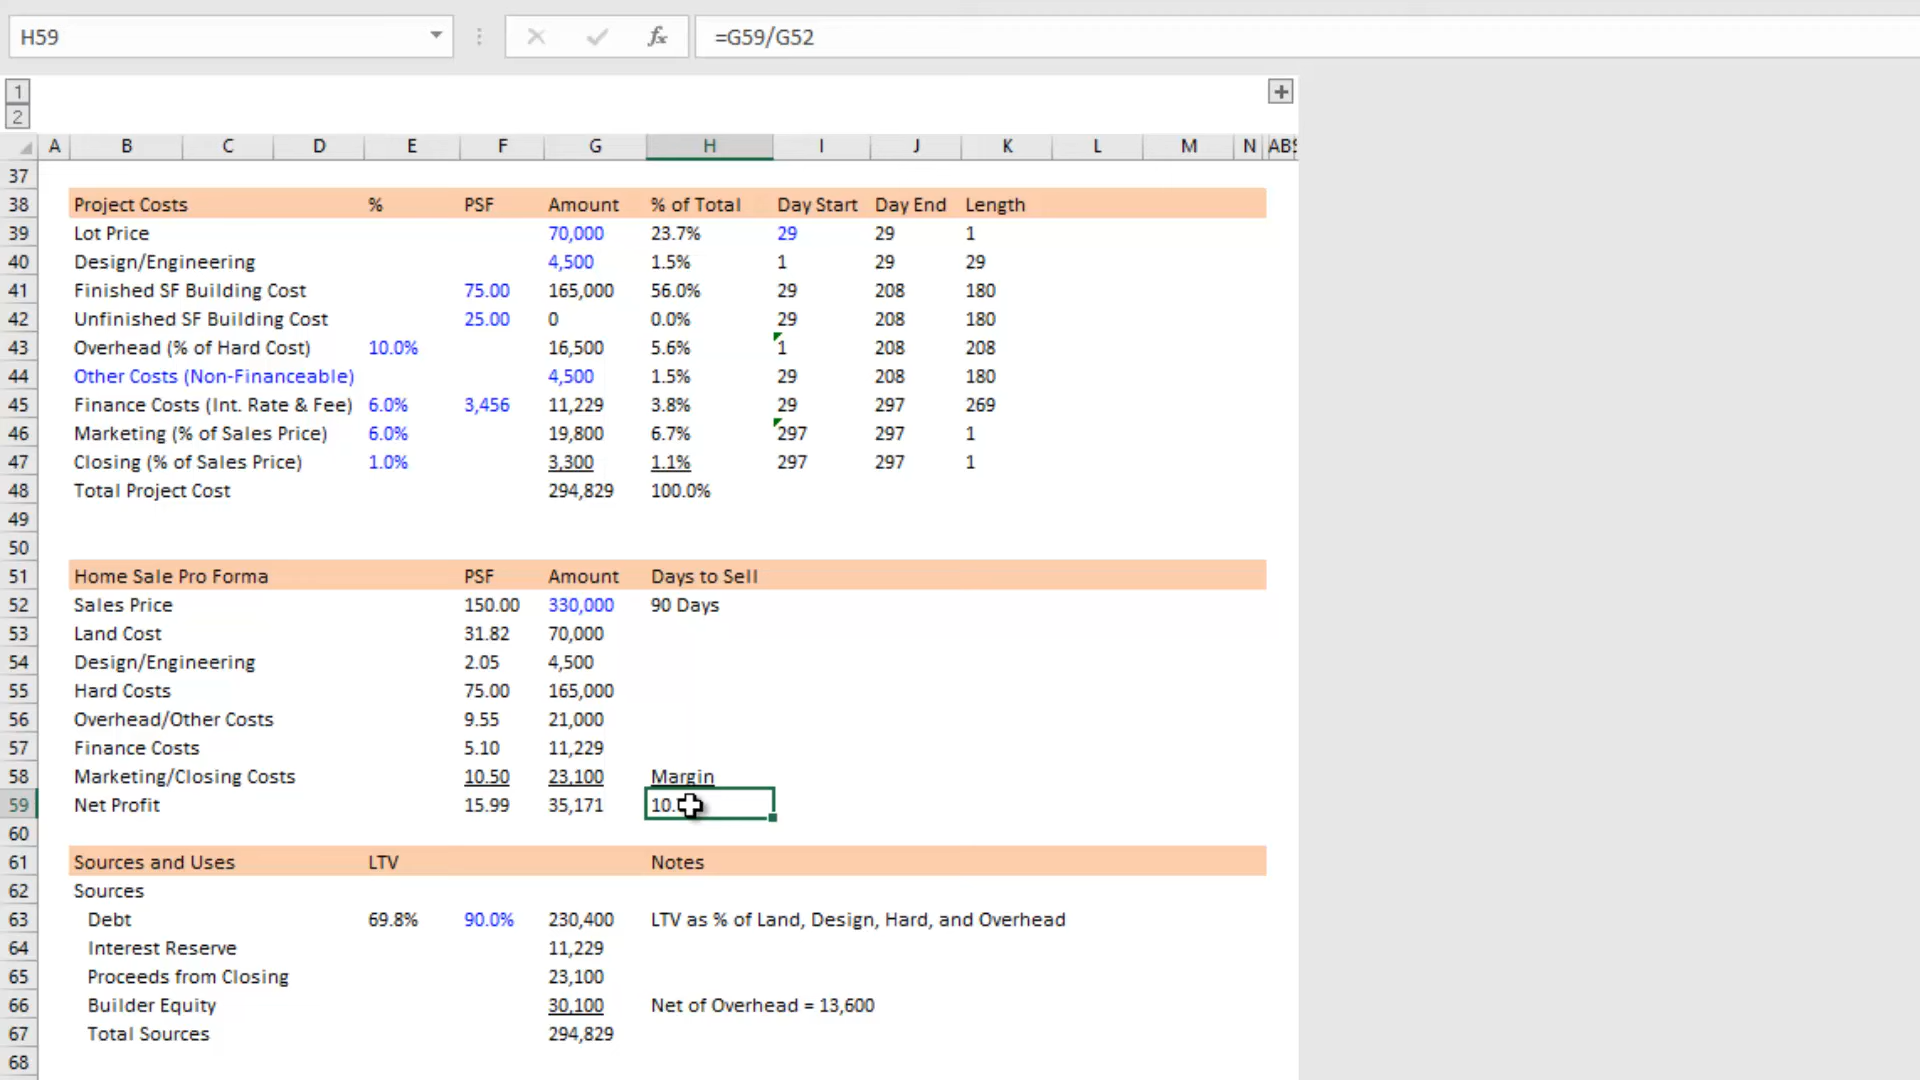 H59 fx =G59/G52
1
2
A B C D E F G H I J K L M N
37
38 Project Costs % PSF Amount % of Total Day Start Day End Length
39 Lot Price 70,000 23.7% 29 29 1
40 Design/Engineering 4,500 1.5% 1 29 29
41 Finished SF Building Cost 75.00 165,000 56.0% 29 208 180
42 Unfinished SF Building Cost 25.00 0 0.0% 29 208 180
43 Overhead (% of Hard Cost) 10.0% 16,500 5.6% 1 208 208
44 Other Costs (Non-Financeable) 4,500 1.5% 29 208 180
45 Finance Costs (Int. Rate & Fee) 6.0% 3,456 11,229 3.8% 29 297 269
46 Marketing (% of Sales Price) 6.0% 19,800 6.7% 297 297 1
47 Closing (% of Sales Price) 1.0% 3,300 1.1% 297 297 1
48 Total Project Cost 294,829 100.0%
49
50
51 Home Sale Pro Forma PSF Amount Days to Sell
52 Sales Price 150.00 330,000 90 Days
53 Land Cost 31.82 70,000
54 Design/Engineering 2.05 4,500
55 Hard Costs 75.00 165,000
56 Overhead/Other Costs 9.55 21,000
57 Finance Costs 5.10 11,229
58 Marketing/Closing Costs 10.50 23,100 Margin
59 Net Profit 15.99 35,171
60
61 Sources and Uses LTV Notes
62 Sources
63 Debt 69.8% 90.0% 230,400 LTV as % of Land, Design, Hard, and Overhead
64 Interest Reserve 11,229
65 Proceeds from Closing 23,100
66 Builder Equity 30,100 Net of Overhead = 13,600
67 Total Sources 294,829
68